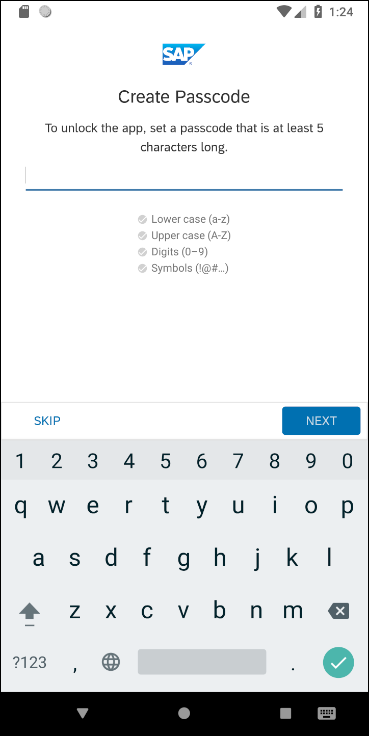 1:24
SAP
Create Passcode
To unlock the app, set a passcode that is at least 5
characters long.
Lower case (a-z)
Upper case (A-Z)
Digits (0–9)
Symbols (!@#…)
SKIP NEXT
1 2 3 4 5 6 7 8 9 0
q w e r t y u i o p
a s d f g h j k l
z x c v b n m
?123 , .